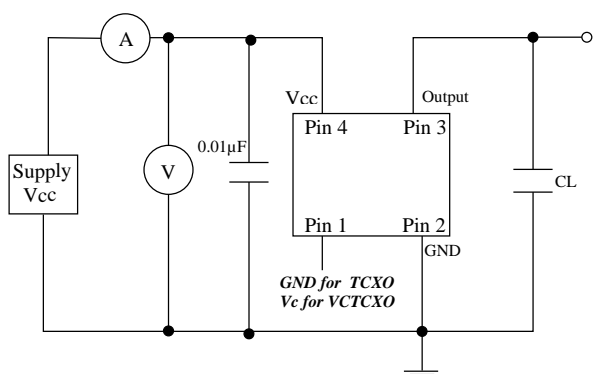 A
Vcc
Output
Pin 4
Pin 3
0.01µF
Supply
Vcc
V
CL
Pin 1
Pin 2
GND
GND for TCXO
Vc for VCTCXO